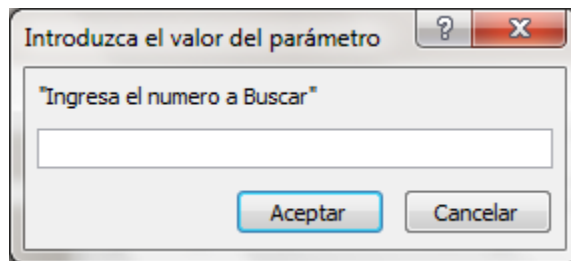 Introduzca el valor del parámetro
"Ingresa el numero a Buscar"
Aceptar Cancelar